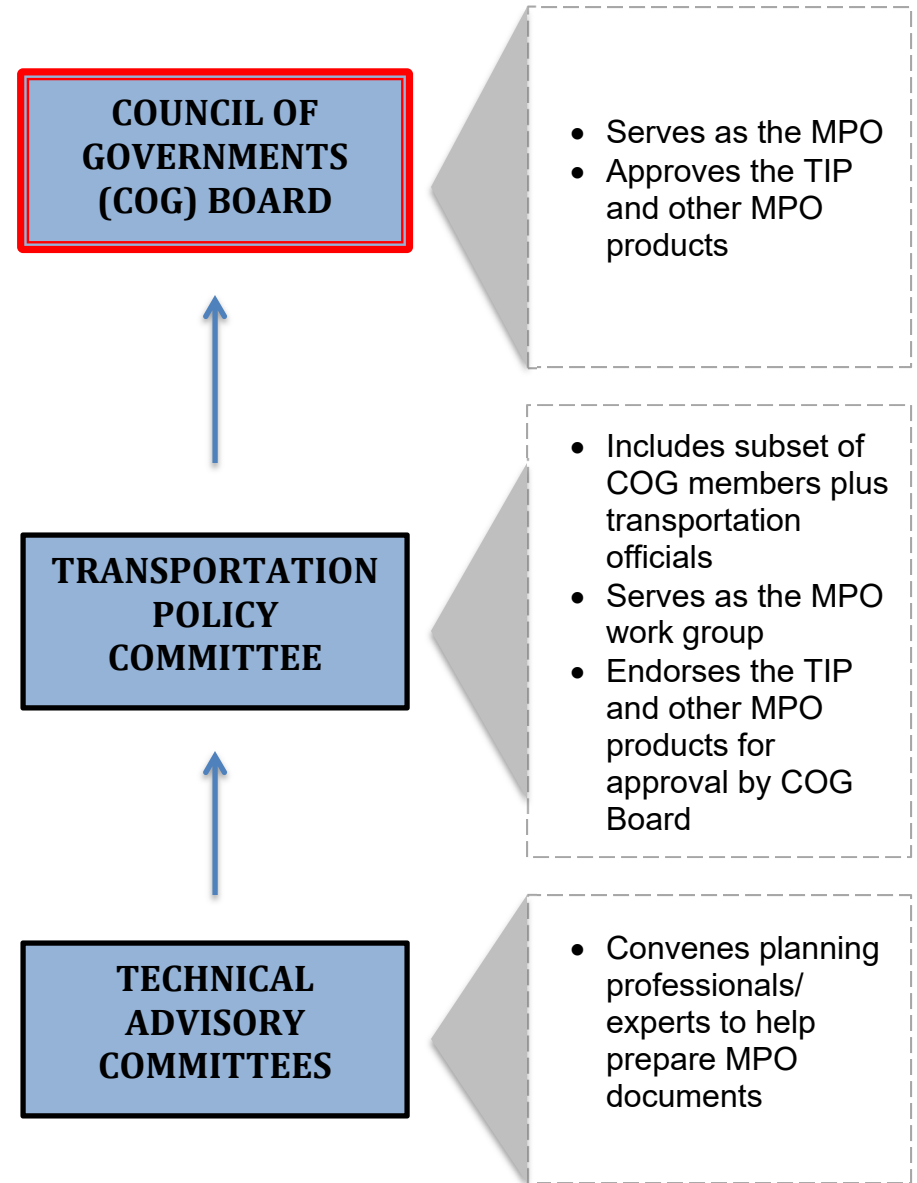 COUNCIL OF
GOVERNMENTS
(COG) BOARD
• Serves as the MPO
• Approves the TIP
and other MPO
products
TRANSPORTATION
POLICY
COMMITTEE
• Includes subset of
COG members plus
transportation
officials
• Serves as the MPO
work group
• Endorses the TIP
and other MPO
products for
approval by COG
Board
TECHNICAL
ADVISORY
COMMITTEES
• Convenes planning
professionals/
experts to help
prepare MPO
documents